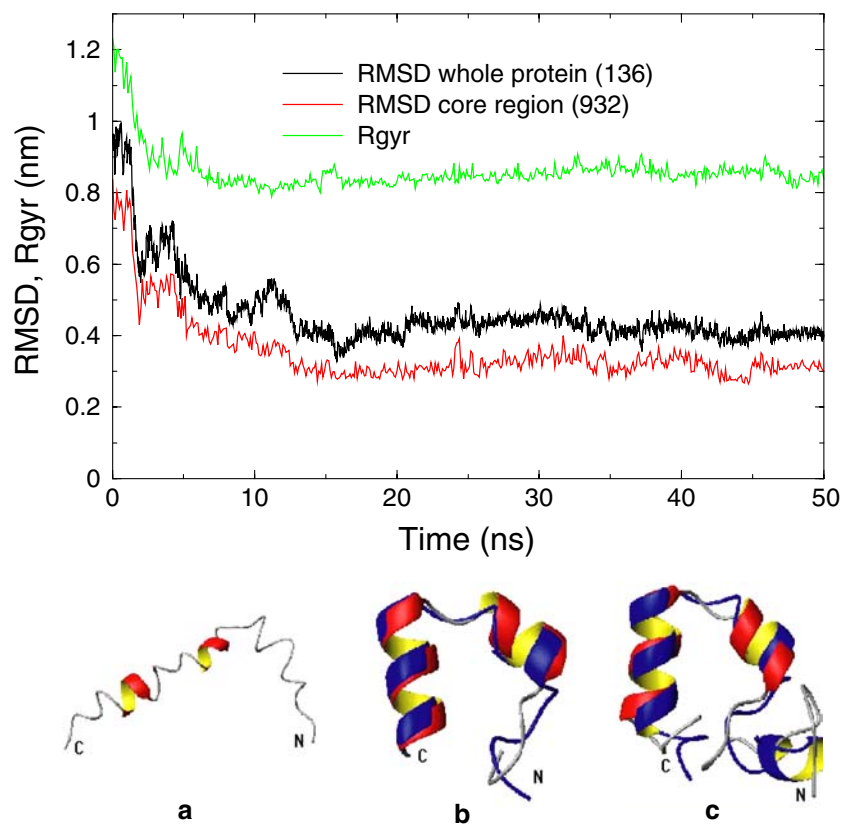 RMSD whole protein (136)
RMSD core region (932)
Rgyr
RMSD, Rgyr (nm)
1.2
1
0.8
0.6
0.4
0.2
0
0 10 20 30 40 50
Time (ns)
C N
C N
C N
a b c